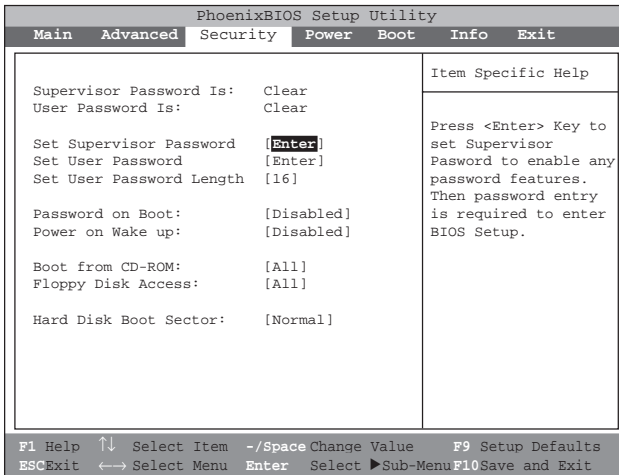 PhoenixBIOS Setup Utility
Main Advanced Security Power Boot Info Exit
Supervisor Password Is: Clear
User Password Is: Clear
Set Supervisor Password [Enter]
Set User Password [Enter]
Set User Password Length [16]
Password on Boot: [Disabled]
Power on Wake up: [Disabled]
Boot from CD-ROM: [All]
Floppy Disk Access: [All]
Hard Disk Boot Sector: [Normal]
Item Specific Help
Press <Enter> Key to
set Supervisor
Pasword to enable any
password features.
Then password entry
is required to enter
BIOS Setup.
F1 Help ↑↓ Select Item -/Space Change Value F9 Setup Defaults
ESCExit ←→ Select Menu Enter Select ▶Sub-Menu F10Save and Exit